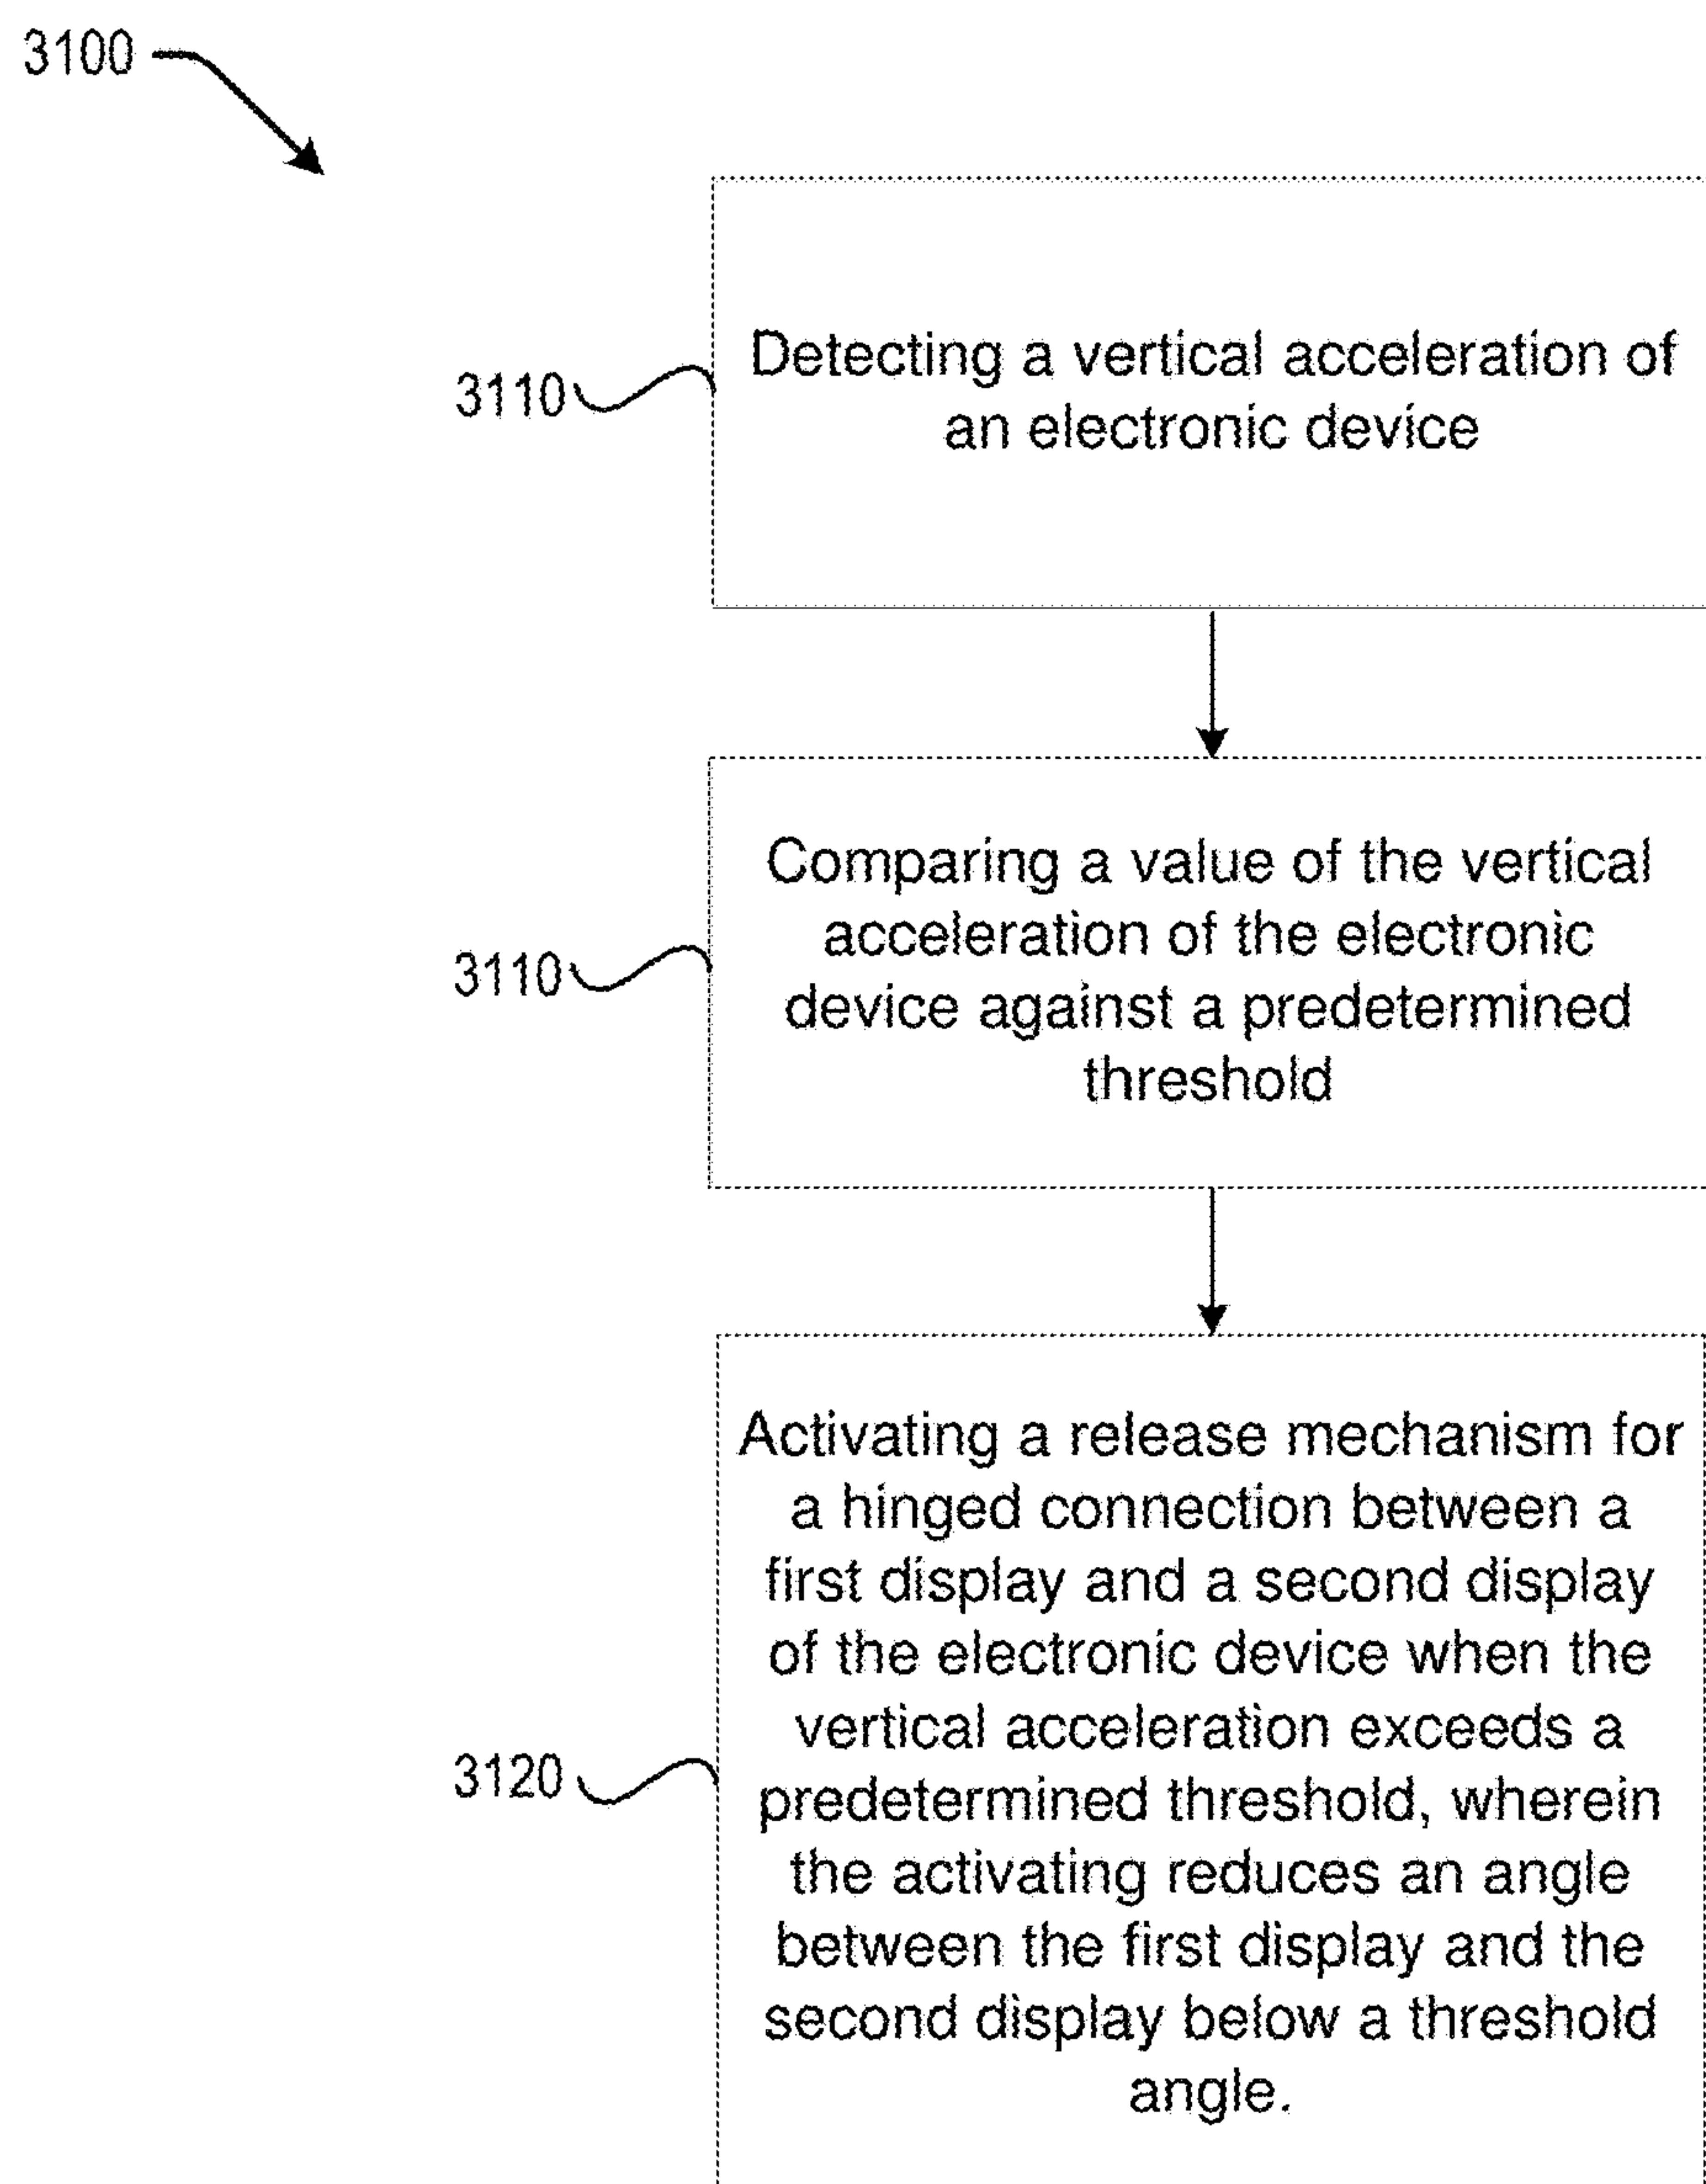 3100
3110
Detecting a vertical acceleration of
an electronic device
3110
Comparing a value of the vertical
acceleration of the electronic
device against a predetermined
threshold
3120
Activating a release mechanism for
a hinged connection between a
first display and a second display
of the electronic device when the
vertical acceleration exceeds a
predetermined threshold, wherein
the activating reduces an angle
between the first display and the
second display below a threshold
angle.